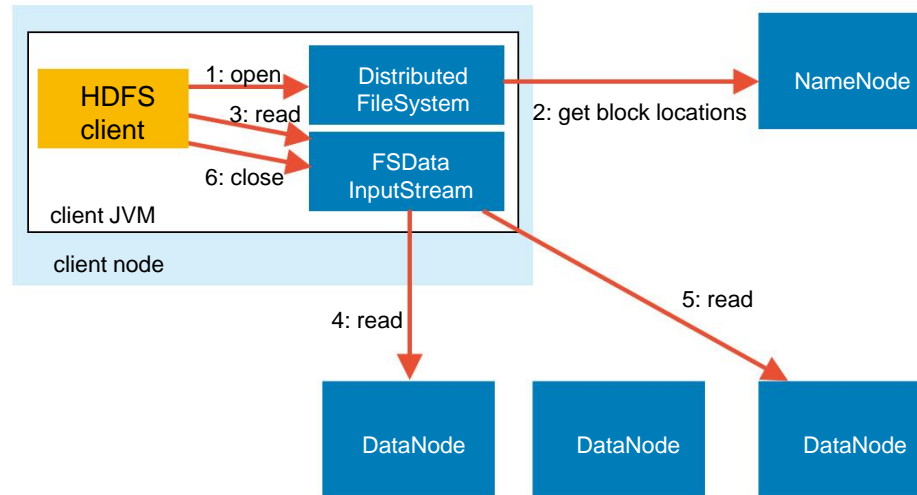 1: open
Distributed
FileSystem
NameNode
HDFS
client
3: read
2: get block locations
FSData
InputStream
6: close
client JVM
client node
5: read
4: read
DataNode
DataNode
DataNode